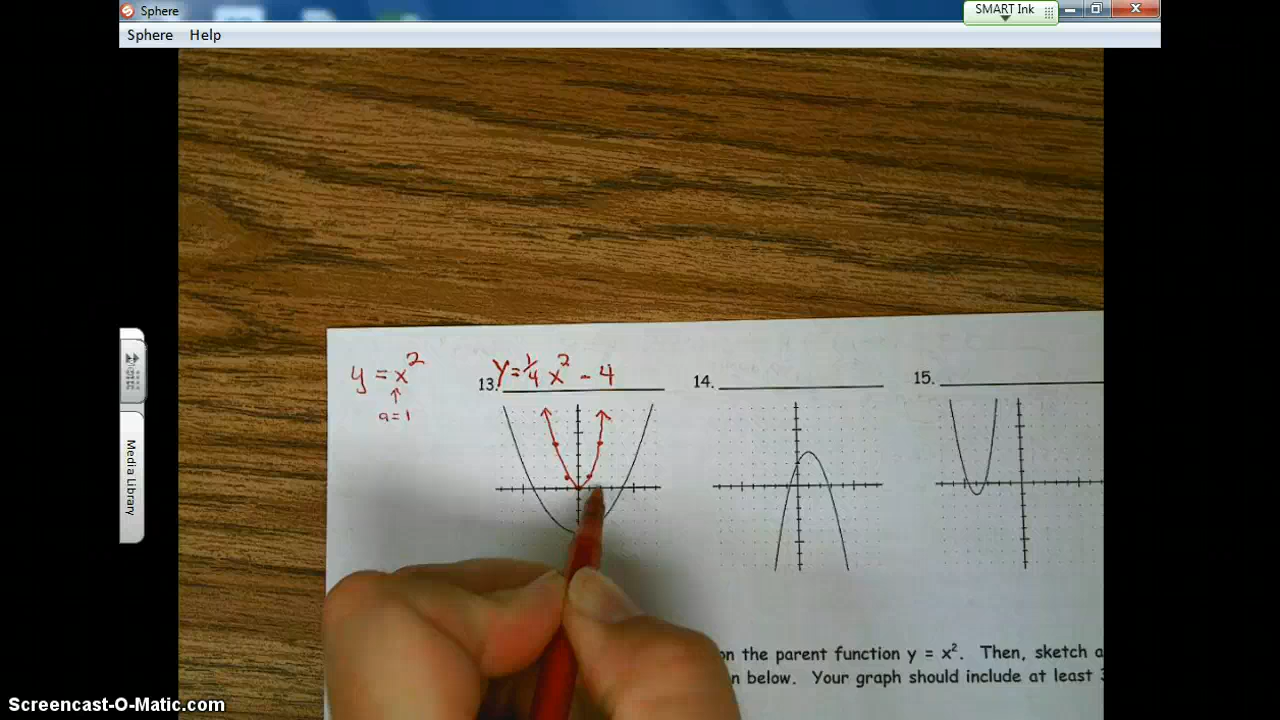 Sphere
SMART Ink
Sphere Help
Media Library
y = x²
a = 1
13. y = 1/4 x² - 4
14.
15.
on the parent function y = x². Then, sketch a
n below. Your graph should include at least
Screencast-O-Matic.com